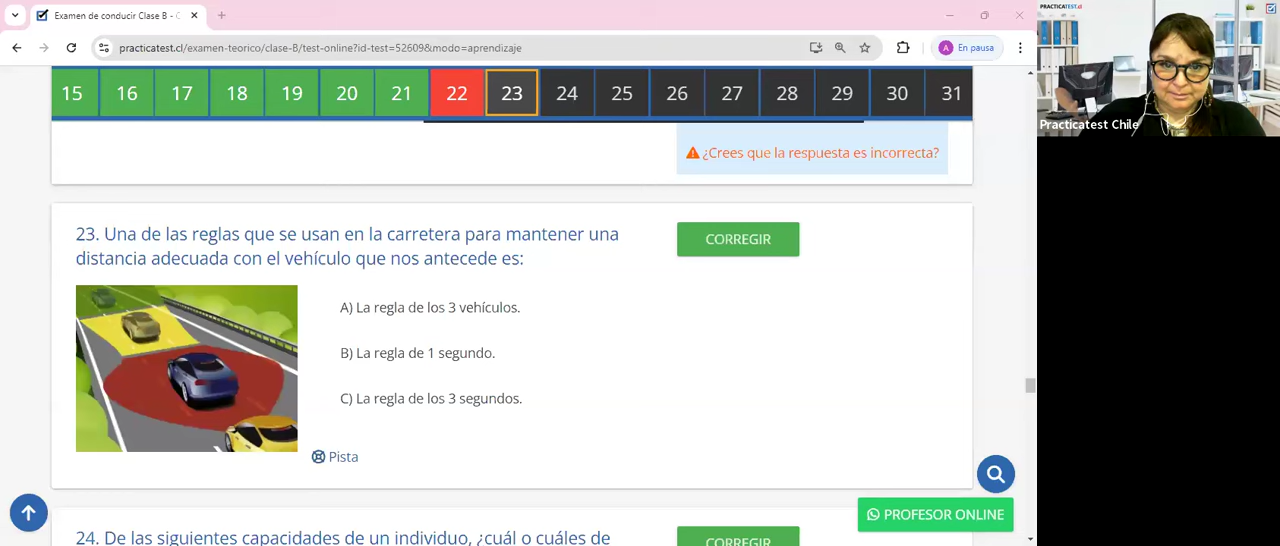 Examen de conducir Clase B - C
practicatest.cl/examen-teorico/clase-B/test-online?id-test=52609&modo=aprendizaje
A En pausa
15 16 17 18 19 20 21 22 23 24 25 26 27 28 29 30 31
¿Crees que la respuesta es incorrecta?
23. Una de las reglas que se usan en la carretera para mantener una
distancia adecuada con el vehículo que nos antecede es:
CORREGIR
A) La regla de los 3 vehículos.
B) La regla de 1 segundo.
C) La regla de los 3 segundos.
Pista
PROFESOR ONLINE
24. De las siguientes capacidades de un individuo, ¿cuál o cuáles de
CORREGIR
PRACTICATEST.cl
Practicatest Chile